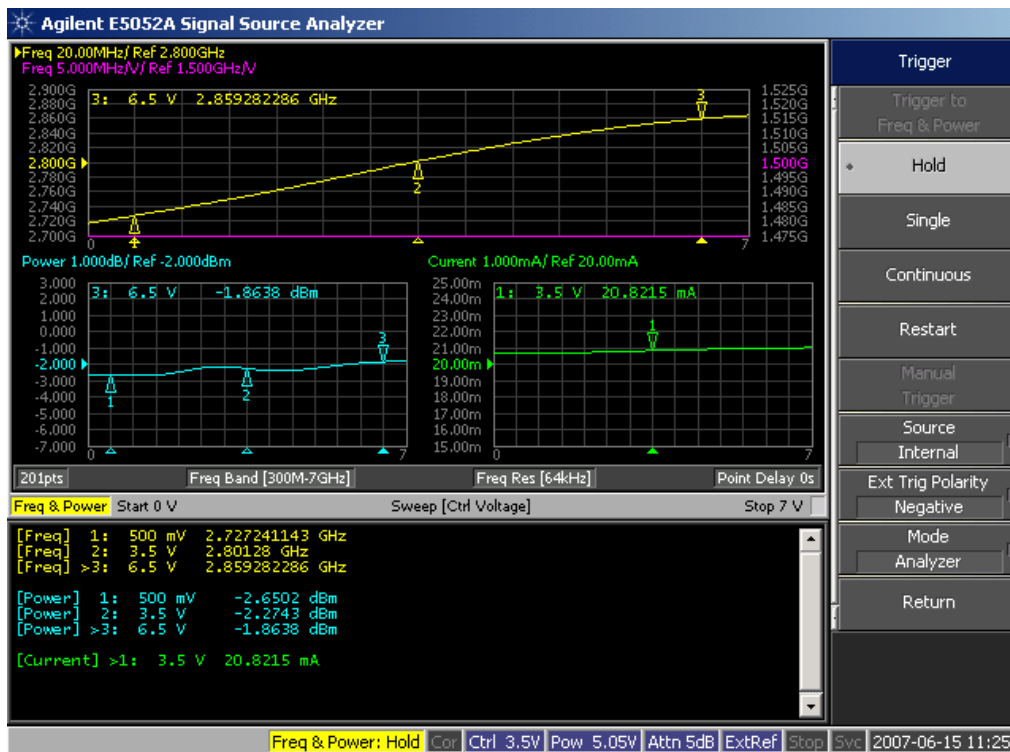 Agilent E5052A Signal Source Analyzer
▶Freq 20.00MHz/ Ref 2.800GHz
Freq 5.000MHz/V/ Ref 1.500GHz/V
3: 6.5 V 2.859282286 GHz
2.900G
2.880G
2.860G
2.840G
2.820G
2.800G
2.780G
2.760G
2.740G
2.720G
2.700G
3
2
1.525G
1.520G
1.515G
1.510G
1.505G
1.500G
1.495G
1.490G
1.485G
1.480G
1.475G
0
7
Power 1.000dB/ Ref -2.000dBm
3: 6.5 V -1.8638 dBm
3.000
2.000
1.000
0.000
-1.000
-2.000
-3.000
-4.000
-5.000
-6.000
-7.000
1
2
3
0
7
Current 1.000mA/ Ref 20.00mA
1: 3.5 V 20.8215 mA
25.00m
24.00m
23.00m
22.00m
21.00m
20.00m
19.00m
18.00m
17.00m
16.00m
15.00m
1
0
7
201pts
Freq Band [300M-7GHz]
Freq Res [64kHz]
Point Delay 0s
Freq & Power Start 0 V
Sweep [Ctrl Voltage]
Stop 7 V
[Freq] 1: 500 mV 2.727241143 GHz
[Freq] 2: 3.5 V 2.80128 GHz
[Freq] >3: 6.5 V 2.859282286 GHz
[Power] 1: 500 mV -2.6502 dBm
[Power] 2: 3.5 V -2.2743 dBm
[Power] >3: 6.5 V -1.8638 dBm
[Current] >1: 3.5 V 20.8215 mA
Trigger
Trigger to
Freq & Power
Hold
Single
Continuous
Restart
Manual
Trigger
Source
Internal
Ext Trig Polarity
Negative
Mode
Analyzer
Return
Freq & Power: Hold
Cor
Ctrl 3.5V
Pow 5.05V
Attn 5dB
ExtRef
Stop
Svc
2007-06-15 11:25